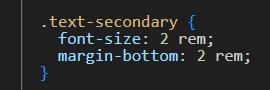 .text-secondary {
font-size: 2 rem;
margin-bottom: 2 rem;
}